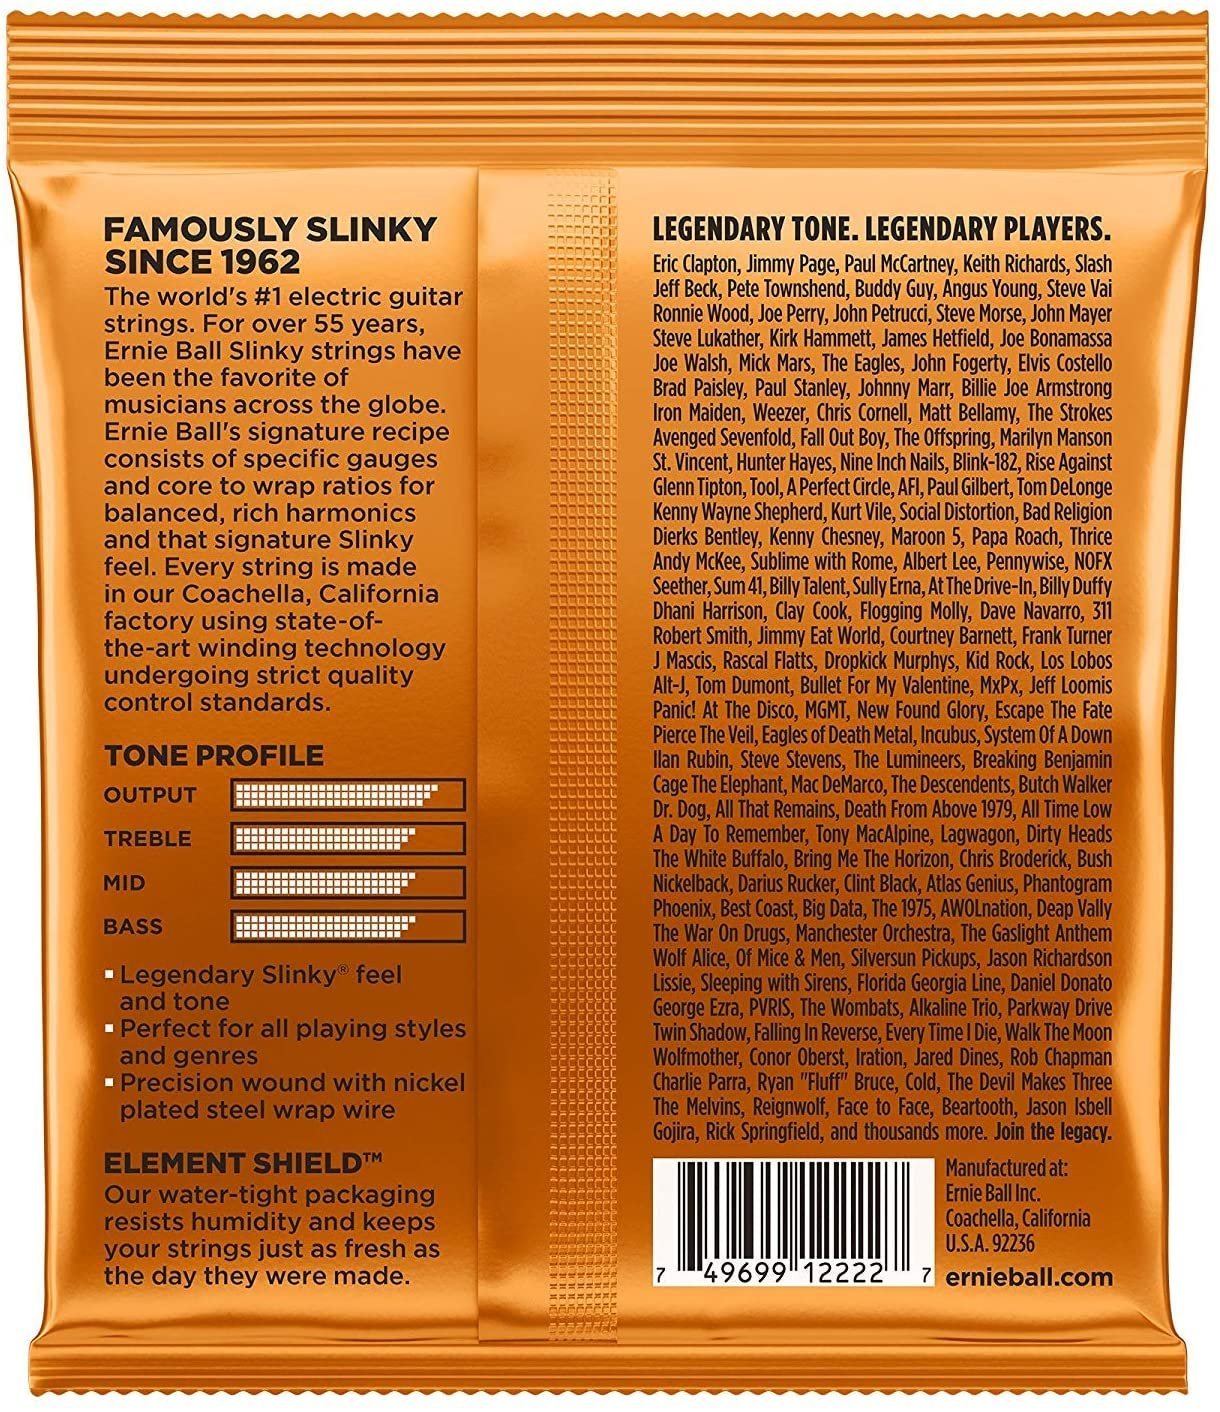 FAMOUSLY SLINKY
SINCE 1962
The world's #1 electric guitar
strings. For over 55 years,
Ernie Ball Slinky strings have
been the favorite of
musicians across the globe.
Ernie Ball's signature recipe
consists of specific gauges
and core to wrap ratios for
balanced, rich harmonics
and that signature Slinky
feel. Every string is made
in our Coachella, California
factory using state-of-
the-art winding technology
undergoing strict quality
control standards.
TONE PROFILE
OUTPUT
TREBLE
MID
BASS
Legendary Slinky® feel
and tone
Perfect for all playing styles
and genres
Precision wound with nickel
plated steel wrap wire
ELEMENT SHIELD™
Our water-tight packaging
resists humidity and keeps
your strings just as fresh as
the day they were made.
LEGENDARY TONE. LEGENDARY PLAYERS.
Eric Clapton, Jimmy Page, Paul McCartney, Keith Richards, Slash
Jeff Beck, Pete Townshend, Buddy Guy, Angus Young, Steve Vai
Ronnie Wood, Joe Perry, John Petrucci, Steve Morse, John Mayer
Steve Lukather, Kirk Hammett, James Hetfield, Joe Bonamassa
Joe Walsh, Mick Mars, The Eagles, John Fogerty, Elvis Costello
Brad Paisley, Paul Stanley, Johnny Marr, Billie Joe Armstrong
Iron Maiden, Weezer, Chris Cornell, Matt Bellamy, The Strokes
Avenged Sevenfold, Fall Out Boy, The Offspring, Marilyn Manson
St. Vincent, Hunter Hayes, Nine Inch Nails, Blink-182, Rise Against
Glenn Tipton, Tool, A Perfect Circle, AFI, Paul Gilbert, Tom DeLonge
Kenny Wayne Shepherd, Kurt Vile, Social Distortion, Bad Religion
Dierks Bentley, Kenny Chesney, Maroon 5, Papa Roach, Thrice
Andy McKee, Sublime with Rome, Albert Lee, Pennywise, NOFX
Seether, Sum 41, Billy Talent, Sully Erna, At The Drive-In, Billy Duffy
Dhani Harrison, Clay Cook, Flogging Molly, Dave Navarro, 311
Robert Smith, Jimmy Eat World, Courtney Barnett, Frank Turner
J Mascis, Rascal Flatts, Dropkick Murphys, Kid Rock, Los Lobos
Alt-J, Tom Dumont, Bullet For My Valentine, MxPx, Jeff Loomis
Panic! At The Disco, MGMT, New Found Glory, Escape The Fate
Pierce The Veil, Eagles of Death Metal, Incubus, System Of A Down
Ilan Rubin, Steve Stevens, The Lumineers, Breaking Benjamin
Cage The Elephant, Mac DeMarco, The Descendents, Butch Walker
Dr. Dog, All That Remains, Death From Above 1979, All Time Low
A Day To Remember, Tony MacAlpine, Lagwagon, Dirty Heads
The White Buffalo, Bring Me The Horizon, Chris Broderick, Bush
Nickelback, Darius Rucker, Clint Black, Atlas Genius, Phantogram
Phoenix, Best Coast, Big Data, The 1975, AWOLnation, Deap Vally
The War On Drugs, Manchester Orchestra, The Gaslight Anthem
Wolf Alice, Of Mice & Men, Silversun Pickups, Jason Richardson
Lissie, Sleeping with Sirens, Florida Georgia Line, Daniel Donato
George Ezra, PVRIS, The Wombats, Alkaline Trio, Parkway Drive
Twin Shadow, Falling In Reverse, Every Time I Die, Walk The Moon
Wolfmother, Conor Oberst, Iration, Jared Dines, Rob Chapman
Charlie Parra, Ryan "Fluff" Bruce, Cold, The Devil Makes Three
The Melvins, Reignwolf, Face to Face, Beartooth, Jason Isbell
Gojira, Rick Springfield, and thousands more. Join the legacy.
7 49699 12222 7
Manufactured at:
Ernie Ball Inc.
Coachella, California
U.S.A. 92236
ernieball.com